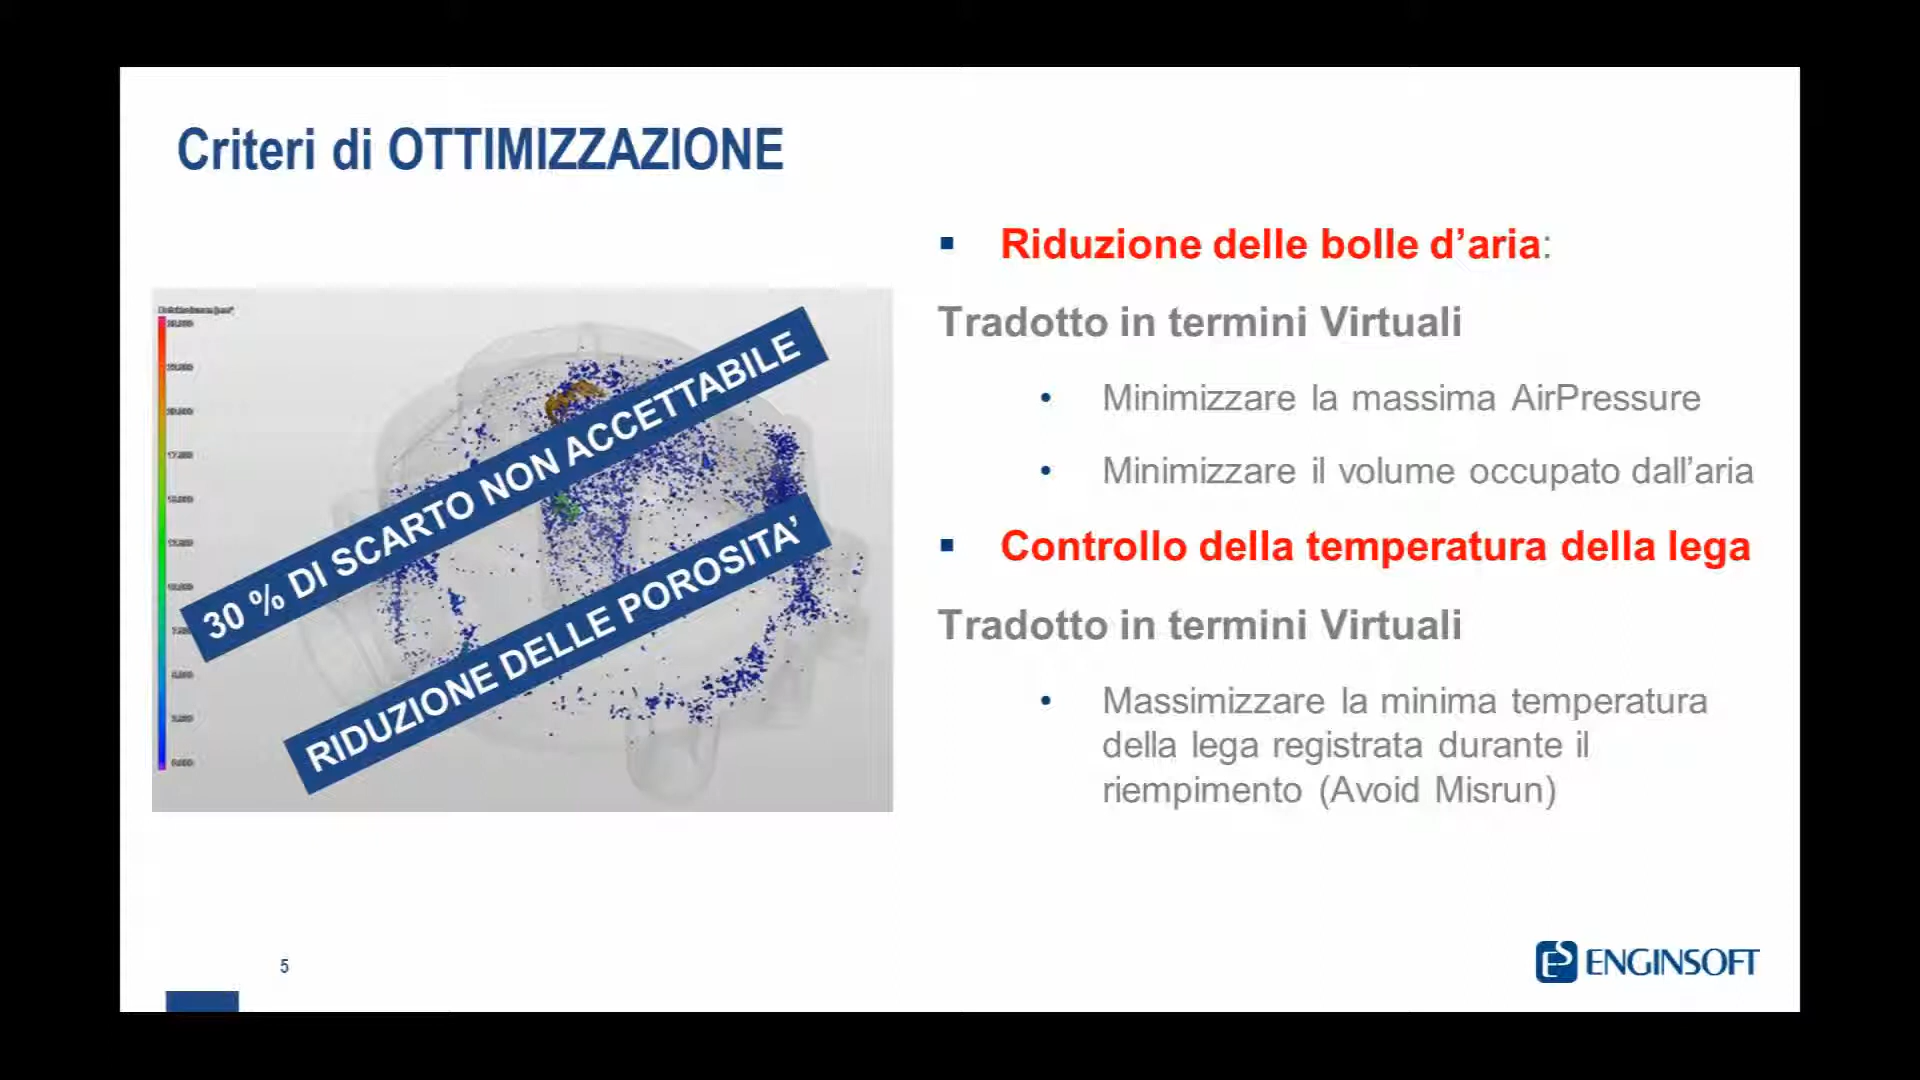 Criteri di OTTIMIZZAZIONE
30 % DI SCARTO NON ACCETTABILE
RIDUZIONE DELLE POROSITA’
▪ Riduzione delle bolle d’aria:
Tradotto in termini Virtuali
• Minimizzare la massima AirPressure
• Minimizzare il volume occupato dall’aria
▪ Controllo della temperatura della lega
Tradotto in termini Virtuali
• Massimizzare la minima temperatura
della lega registrata durante il
riempimento (Avoid Misrun)
5
ES ENGINSOFT